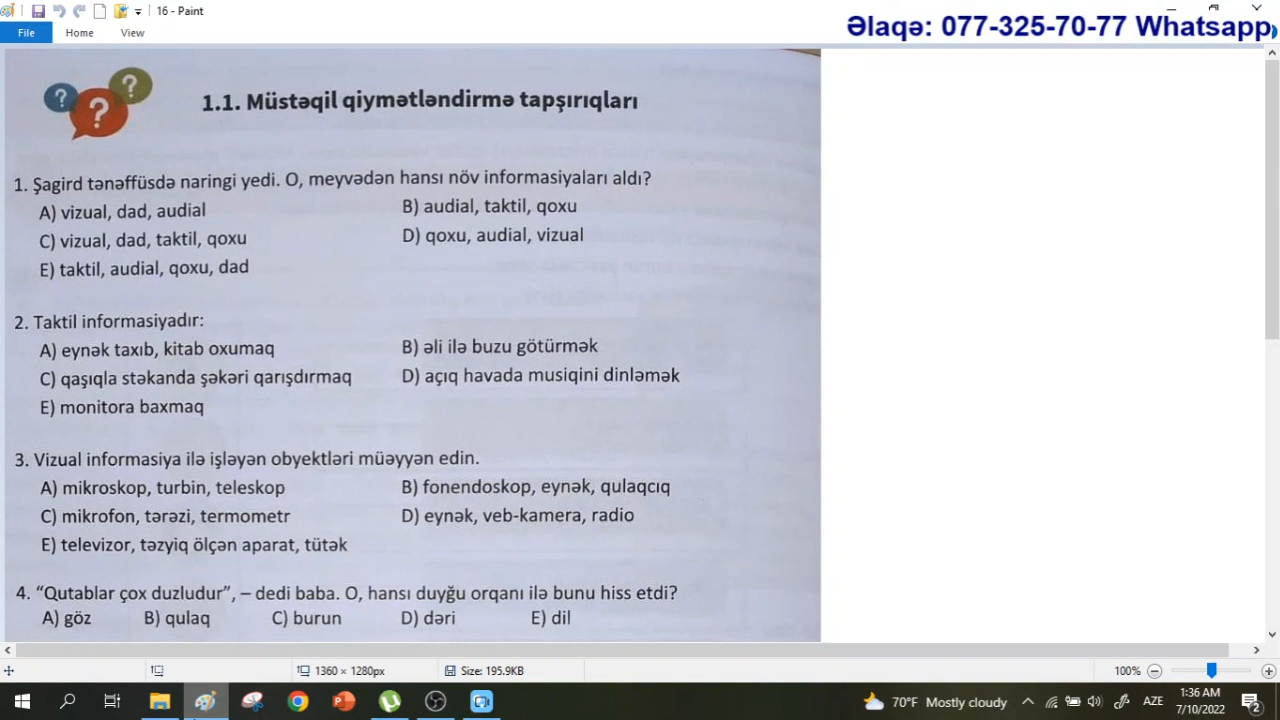 16 - Paint
Əlaqə: 077-325-70-77 Whatsapp
File Home View
1.1. Müstəqil qiymətləndirmə tapşırıqları
1. Şagird tənəffüsdə naringi yedi. O, meyvədən hansı növ informasiyaları aldı?
A) vizual, dad, audial B) audial, taktil, qoxu
C) vizual, dad, taktil, qoxu D) qoxu, audial, vizual
E) taktil, audial, qoxu, dad
2. Taktil informasiyadır:
A) eynək taxıb, kitab oxumaq B) əli ilə buzu götürmək
C) qaşıqla stəkanda şəkəri qarışdırmaq D) açıq havada musiqini dinləmək
E) monitora baxmaq
3. Vizual informasiya ilə işləyən obyektləri müəyyən edin.
A) mikroskop, turbin, teleskop B) fonendoskop, eynək, qulaqcıq
C) mikrofon, tərəzi, termometr D) eynək, veb-kamera, radio
E) televizor, təzyiq ölçən aparat, tütək
4. “Qutablar çox duzludur”, – dedi baba. O, hansı duyğu orqanı ilə bunu hiss etdi?
A) göz B) qulaq C) burun D) dəri E) dil
1360 × 1280px Size: 195.9KB 100%
70°F Mostly cloudy AZE 1:36 AM
7/10/2022 2